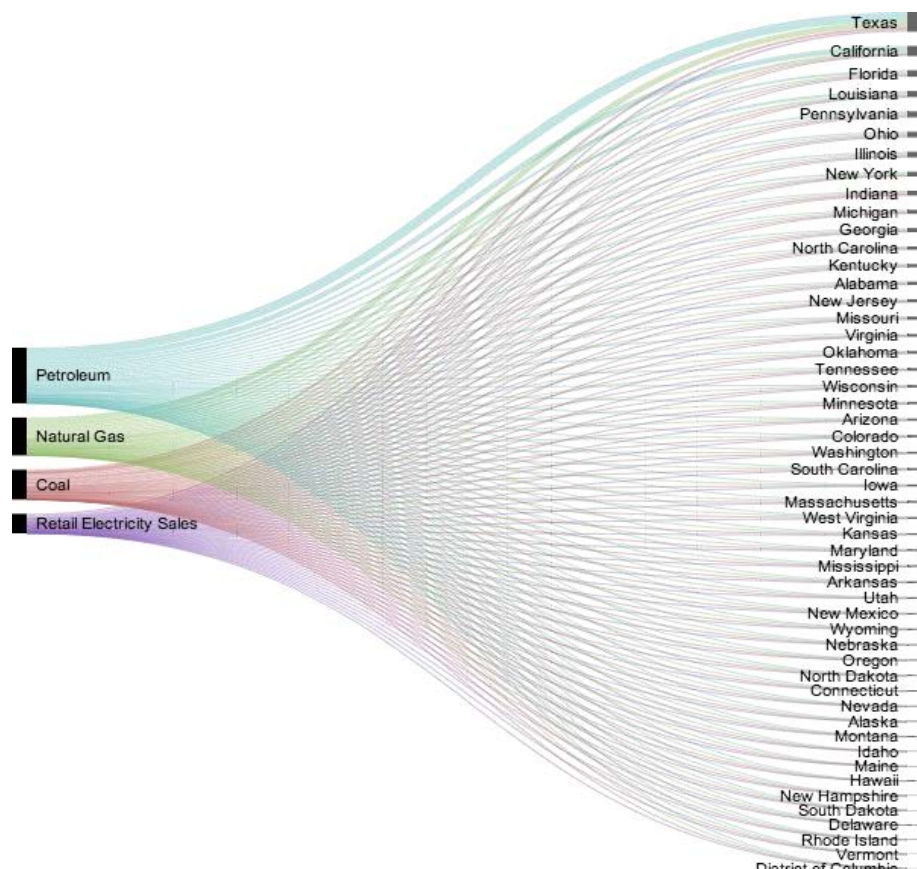 Petroleum
Natural Gas
Coal
Retail Electricity Sales
Texas
California
Florida
Louisiana
Pennsylvania
Ohio
Illinois
New York
Indiana
Michigan
Georgia
North Carolina
Kentucky
Alabama
New Jersey
Missouri
Virginia
Oklahoma
Tennessee
Wisconsin
Minnesota
Arizona
Colorado
Washington
South Carolina
Iowa
Massachusetts
West Virginia
Kansas
Maryland
Mississippi
Arkansas
Utah
New Mexico
Wyoming
Nebraska
Oregon
North Dakota
Connecticut
Nevada
Alaska
Montana
Idaho
Maine
Hawaii
New Hampshire
South Dakota
Delaware
Rhode Island
Vermont
District of Columbia